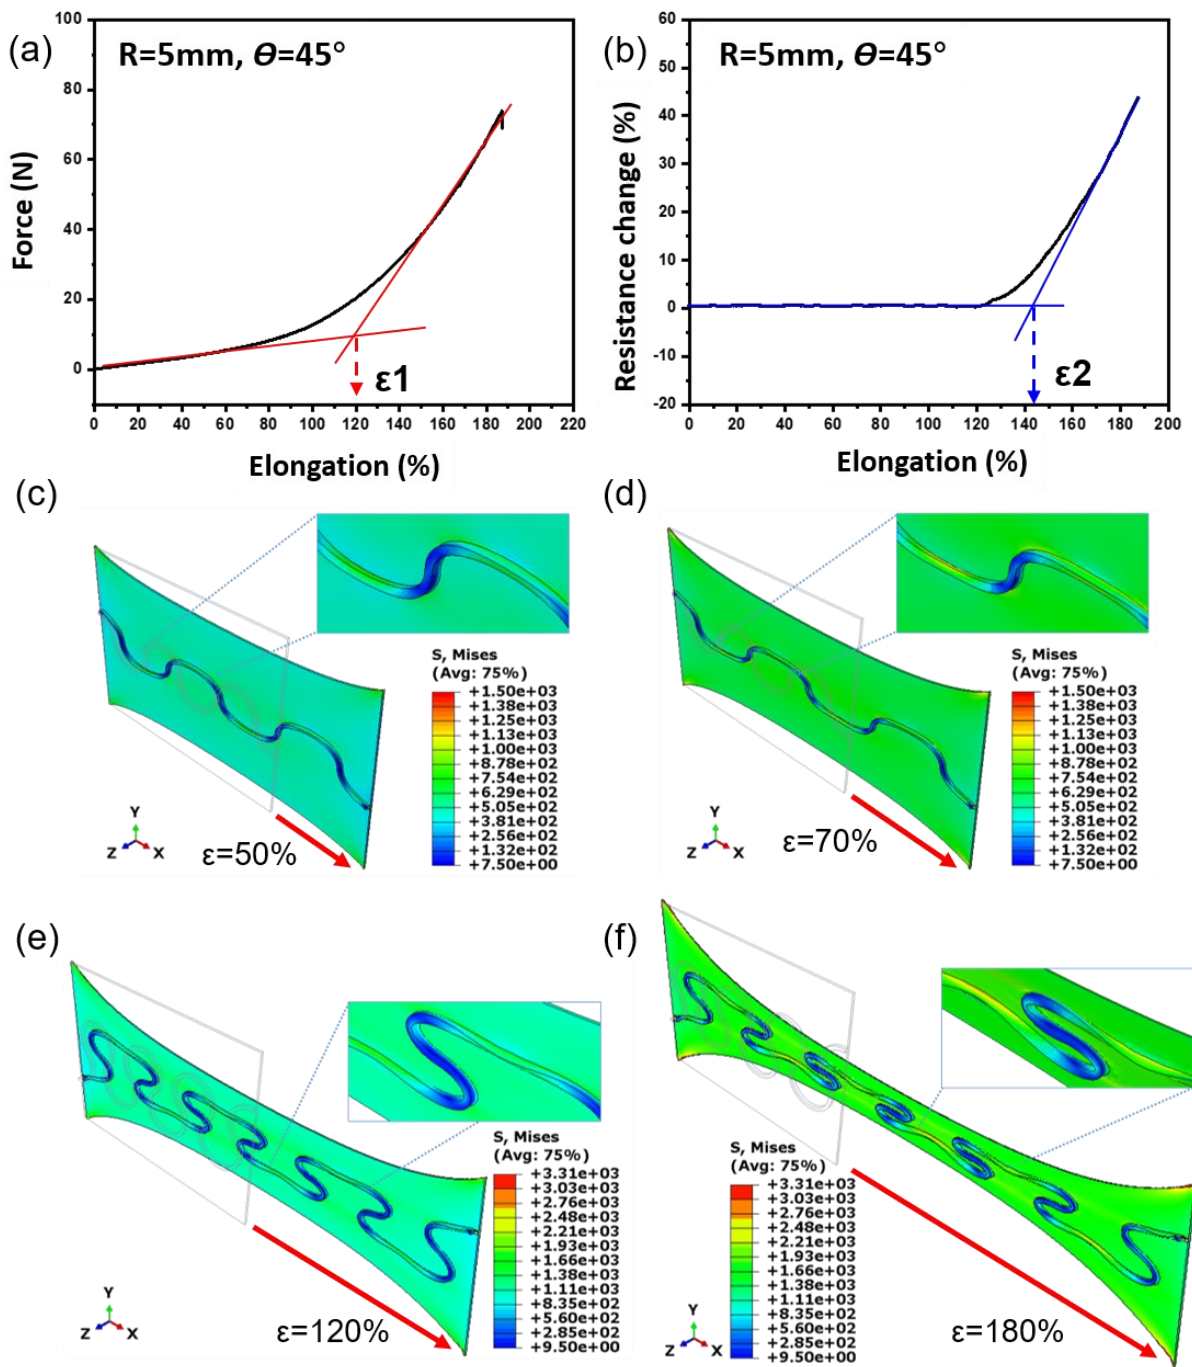 (a)
R=5mm, Θ=45°
Force (N)
100
80
60
40
20
0
ε1
0 20 40 60 80 100 120 140 160 180 200 220
Elongation (%)
(b)
R=5mm, Θ=45°
Resistance change (%)
60
50
40
30
20
10
0
-10
-20
ε2
0 20 40 60 80 100 120 140 160 180 200
Elongation (%)
(c)
S, Mises
(Avg: 75%)
+1.50e+03
+1.38e+03
+1.25e+03
+1.13e+03
+1.00e+03
+8.78e+02
+7.54e+02
+6.29e+02
+5.05e+02
+3.81e+02
+2.56e+02
+1.32e+02
+7.50e+00
Y
Z X
ε=50%
(d)
S, Mises
(Avg: 75%)
+1.50e+03
+1.38e+03
+1.25e+03
+1.13e+03
+1.00e+03
+8.78e+02
+7.54e+02
+6.29e+02
+5.05e+02
+3.81e+02
+2.56e+02
+1.32e+02
+7.50e+00
Y
Z X
ε=70%
(e)
S, Mises
(Avg: 75%)
+3.31e+03
+3.03e+03
+2.76e+03
+2.48e+03
+2.21e+03
+1.93e+03
+1.66e+03
+1.38e+03
+1.11e+03
+8.35e+02
+5.60e+02
+2.85e+02
+9.50e+00
Y
Z X
ε=120%
(f)
S, Mises
(Avg: 75%)
+3.31e+03
+3.03e+03
+2.76e+03
+2.48e+03
+2.21e+03
+1.93e+03
+1.66e+03
+1.38e+03
+1.11e+03
+8.35e+02
+5.60e+02
+2.85e+02
+9.50e+00
Y
Z X
ε=180%